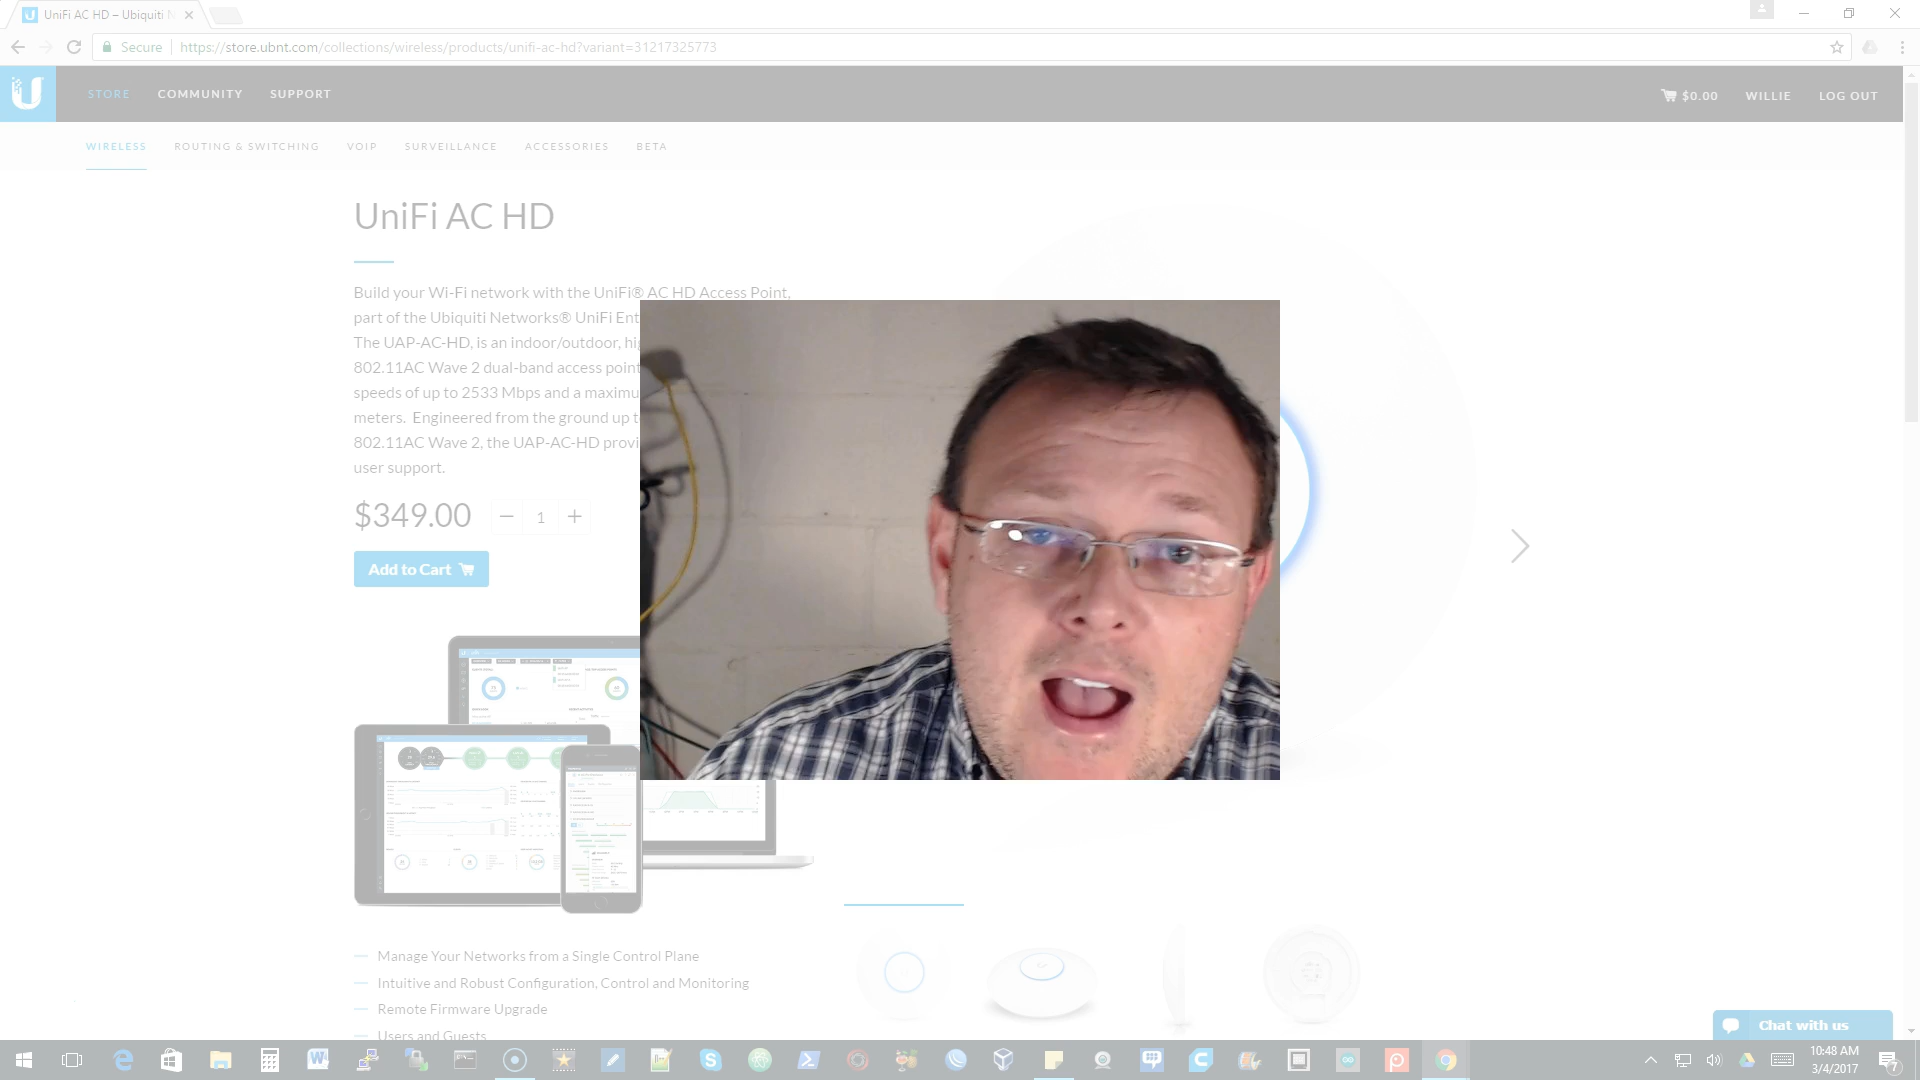 UniFi AC HD – Ubiquiti N
Secure
https://store.ubnt.com/collections/wireless/products/unifi-ac-hd?variant=31217325773
STORE COMMUNITY SUPPORT
$0.00 WILLIE LOG OUT
WIRELESS ROUTING & SWITCHING VOIP SURVEILLANCE ACCESSORIES BETA
UniFi AC HD
Build your Wi-Fi network with the UniFi® AC HD Access Point,
part of the Ubiquiti Networks® UniFi Ent
The UAP-AC-HD, is an indoor/outdoor, hi
802.11AC Wave 2 dual-band access point
speeds of up to 2533 Mbps and a maximu
meters. Engineered from the ground up t
802.11AC Wave 2, the UAP-AC-HD provi
user support.
$349.00 − 1 +
Add to Cart
Manage Your Networks from a Single Control Plane
Intuitive and Robust Configuration, Control and Monitoring
Remote Firmware Upgrade
Users and Guests
Chat with us
10:48 AM
3/4/2017
7